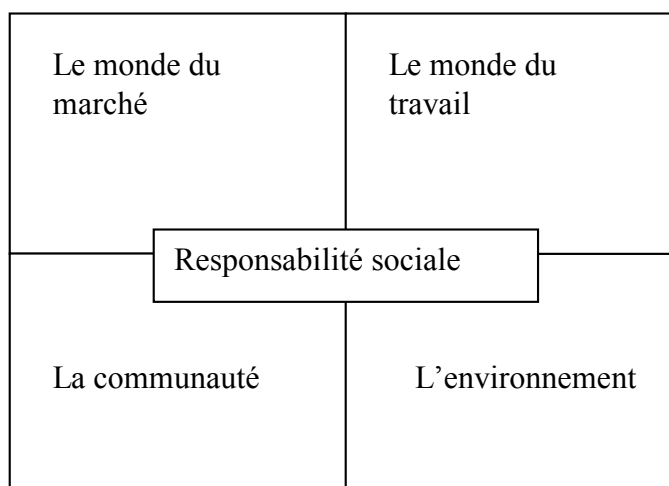 Le monde du
marché
Le monde du
travail
Responsabilité sociale
La communauté
L’environnement